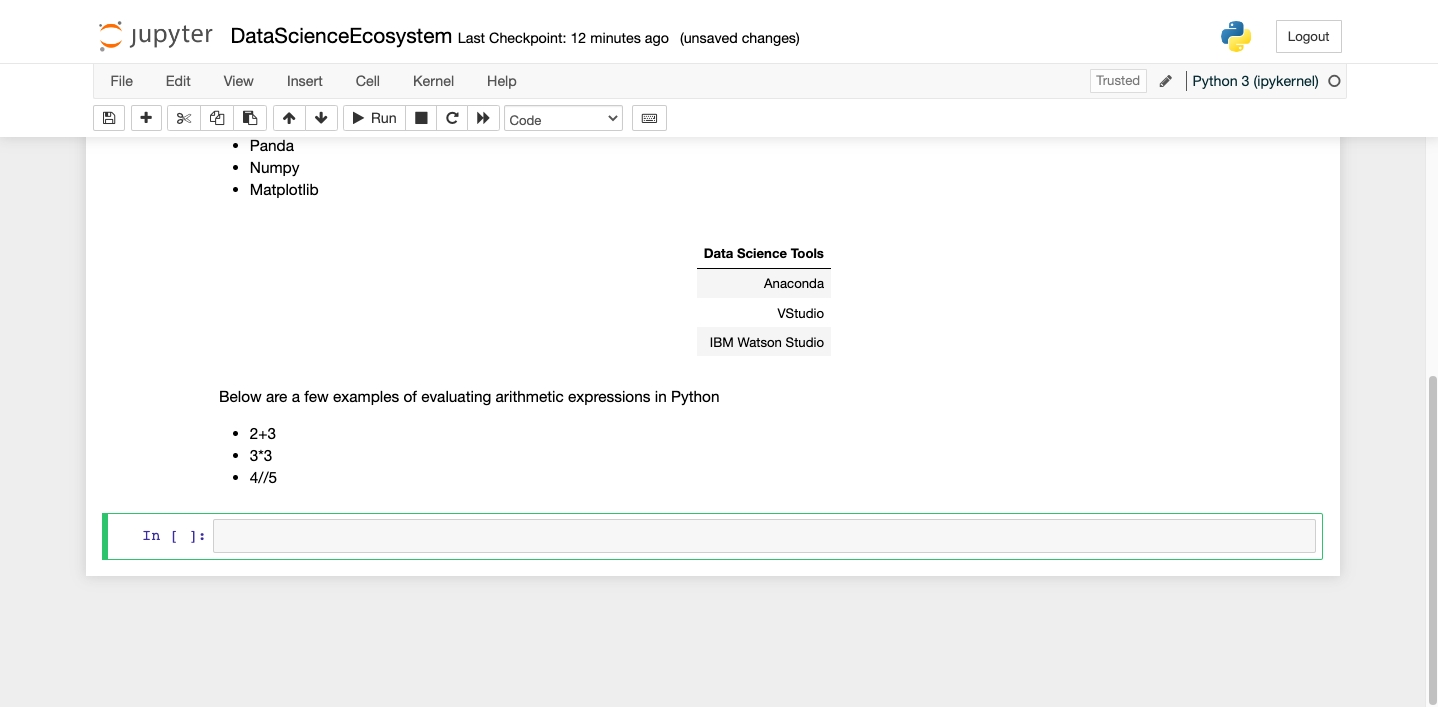 jupyter DataScienceEcosystem Last Checkpoint: 12 minutes ago (unsaved changes) Logout
File Edit View Insert Cell Kernel Help Trusted Python 3 (ipykernel)
Run Code
• Panda
• Numpy
• Matplotlib
Data Science Tools
Anaconda
VStudio
IBM Watson Studio
Below are a few examples of evaluating arithmetic expressions in Python
• 2+3
• 3*3
• 4//5
In [ ]: